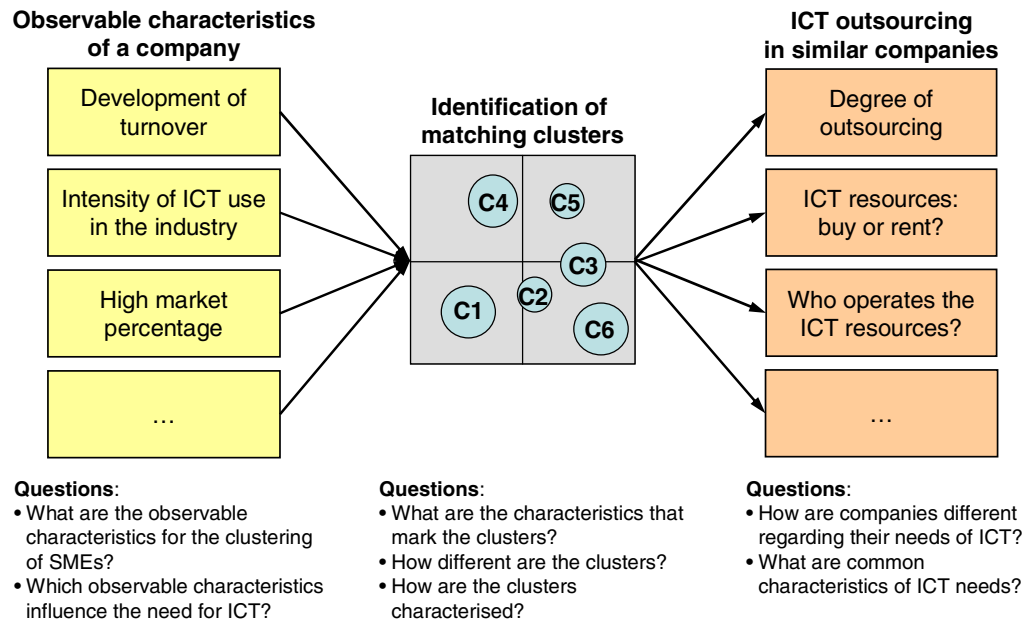 Observable characteristics
of a company
Development of
turnover
Intensity of ICT use
in the industry
High market
percentage
…
Identification of
matching clusters
C4
C5
C3
C2
C1
C6
ICT outsourcing
in similar companies
Degree of
outsourcing
ICT resources:
buy or rent?
Who operates the
ICT resources?
…
Questions:
• What are the observable
characteristics for the clustering
of SMEs?
• Which observable characteristics
influence the need for ICT?
Questions:
• What are the characteristics that
mark the clusters?
• How different are the clusters?
• How are the clusters
characterised?
Questions:
• How are companies different
regarding their needs of ICT?
• What are common
characteristics of ICT needs?